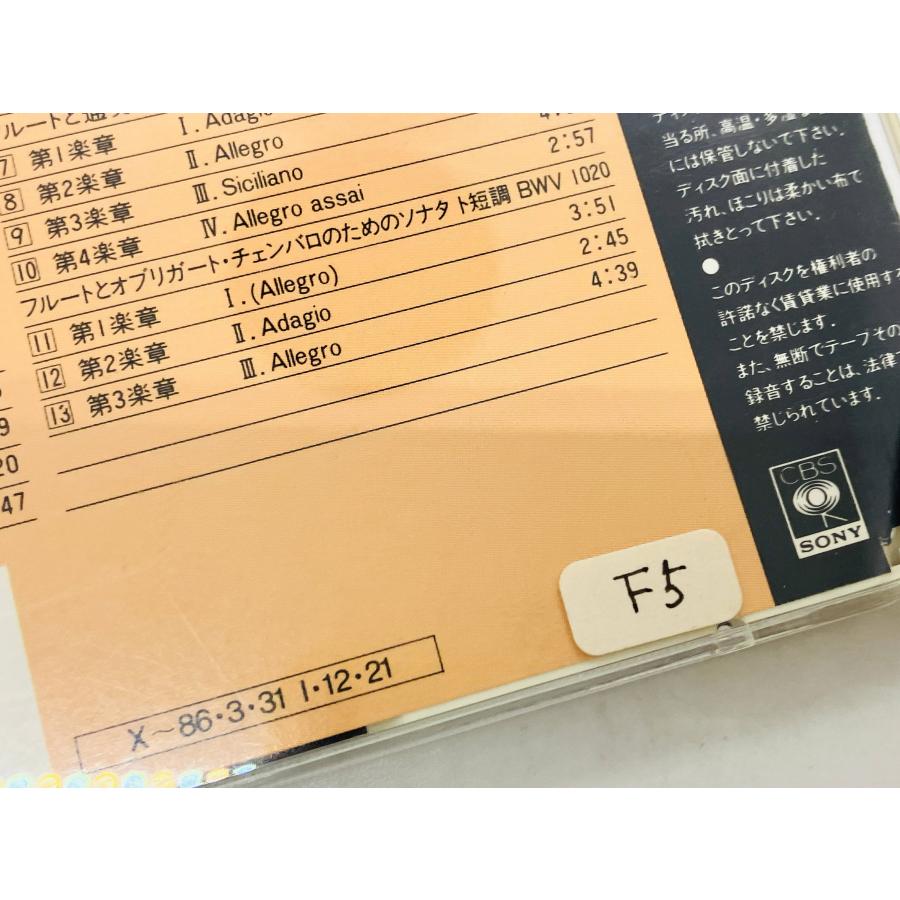 フルートと通
7 第1楽章 I. Adagio
8 第2楽章 II. Allegro
9 第3楽章 III. Siciliano
10 第4楽章 IV. Allegro assai 2:57
フルートとオブリガート・チェンバロのためのソナタ ト短調 BWV 1020
11 第1楽章 I. (Allegro) 3:51
12 第2楽章 II. Adagio 2:45
13 第3楽章 III. Allegro 4:39
9
20
47
当る所、高温・多湿
には保管しないで下さい。
ディスク面に付着した
汚れ、ほこりは柔かい布で
拭きとって下さい。
●
このディスクを権利者の
許諾なく賃貸業に使用する
ことを禁じます。
また、無断でテープその
録音することは、法律で
禁じられています。
CBS
SONY
F5
X〜86・3・31 I・12・21